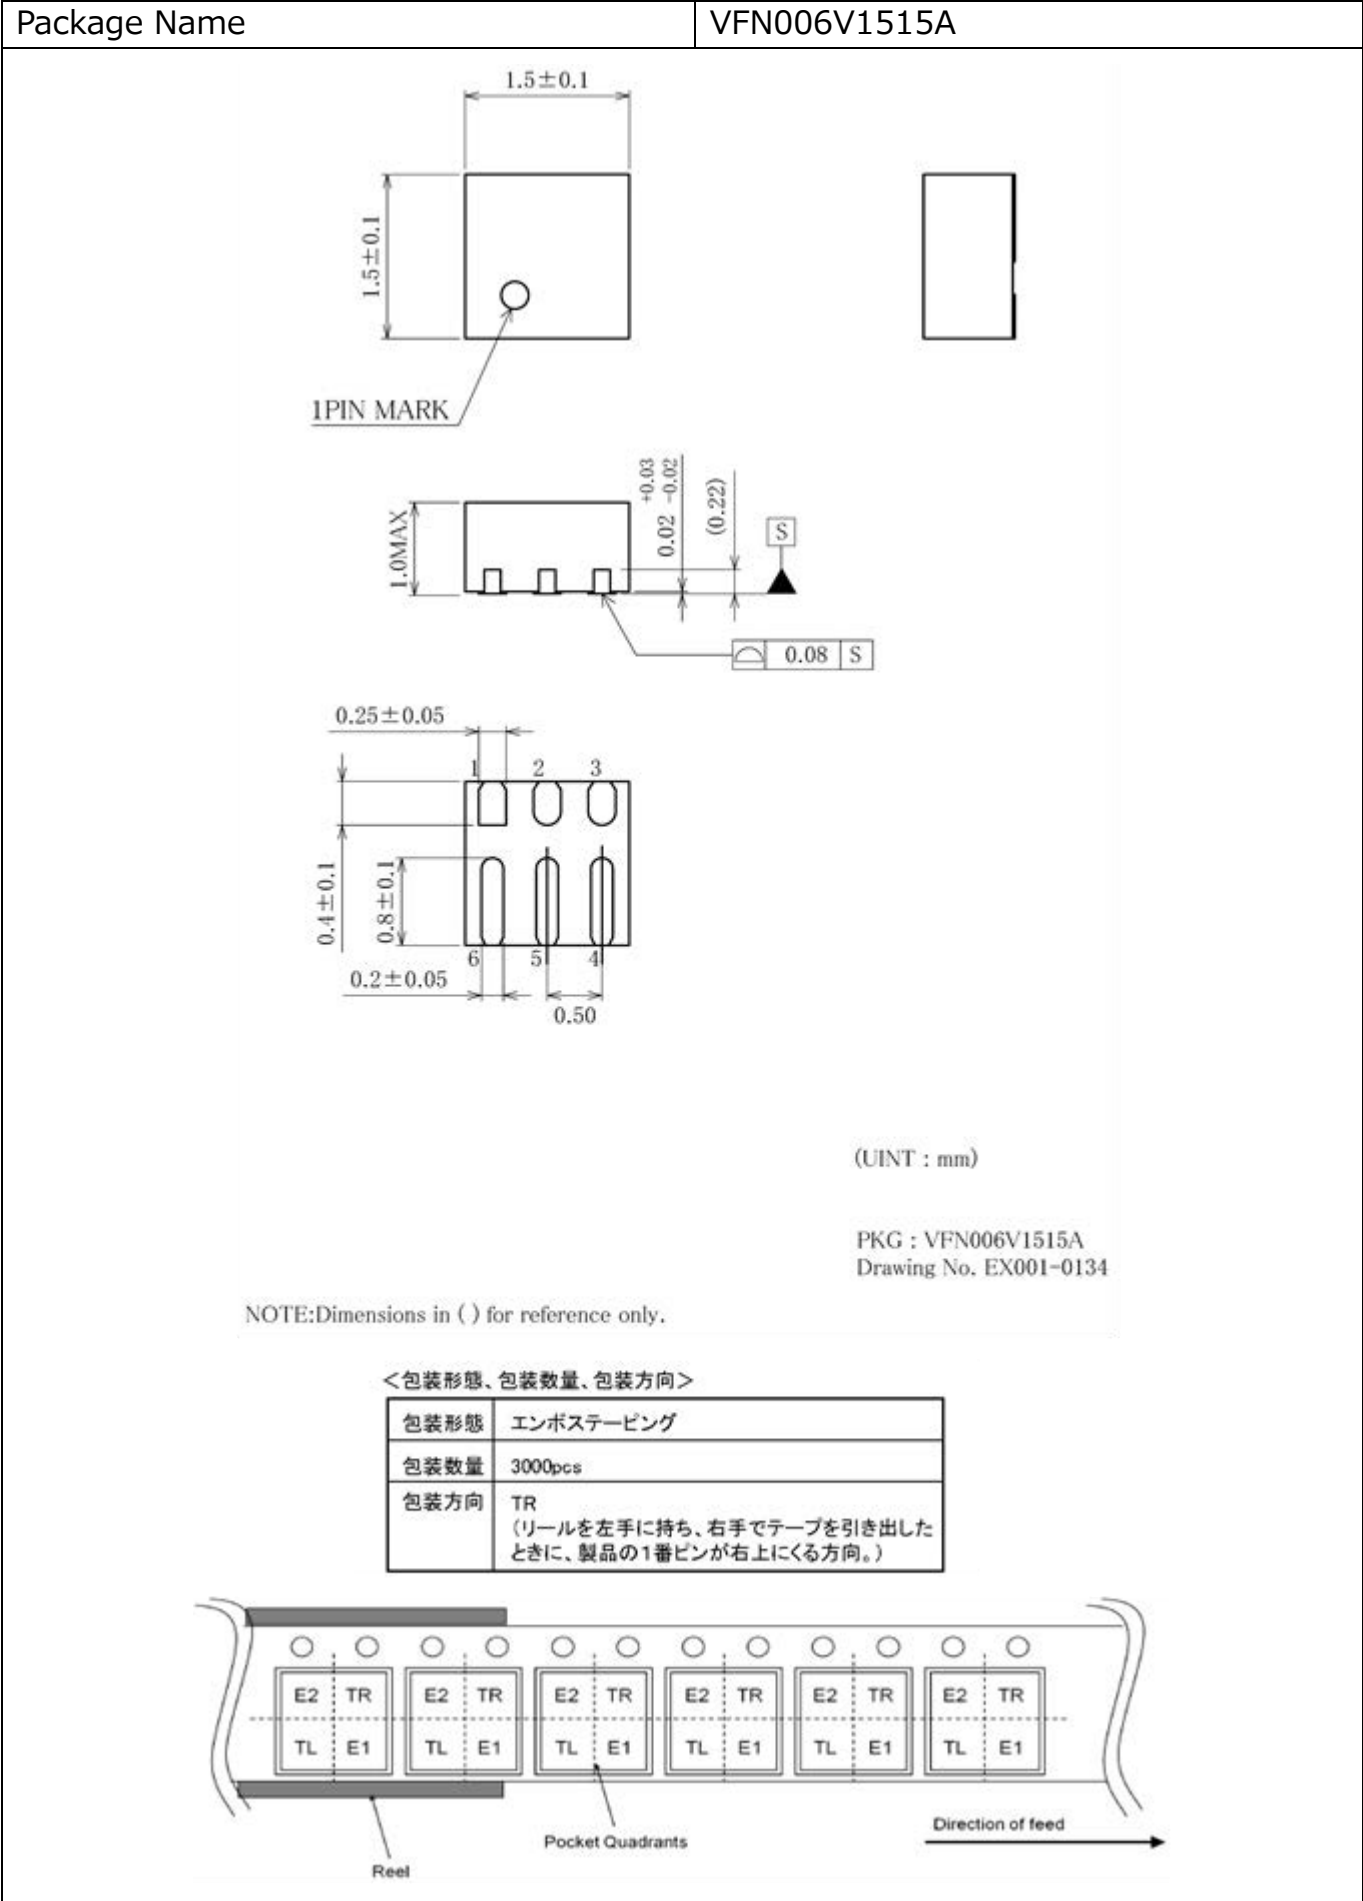 Package Name
VFN006V1515A
1.5±0.1
1.5±0.1
1PIN MARK
1.0MAX
0.02 +0.03 -0.02
(0.22)
S
0.08 S
0.25±0.05
1 2 3
0.4±0.1
0.8±0.1
6 5 4
0.2±0.05
0.50
(UINT : mm)
PKG : VFN006V1515A
Drawing No. EX001-0134
NOTE:Dimensions in ( ) for reference only.
<包装形態、包装数量、包装方向>
包装形態 エンボステーピング
包装数量 3000pcs
包装方向 TR
(リールを左手に持ち、右手でテープを引き出した
ときに、製品の1番ピンが右上にくる方向。)
E2 TR E2 TR E2 TR E2 TR E2 TR E2 TR
TL E1 TL E1 TL E1 TL E1 TL E1 TL E1
Direction of feed
Pocket Quadrants
Reel